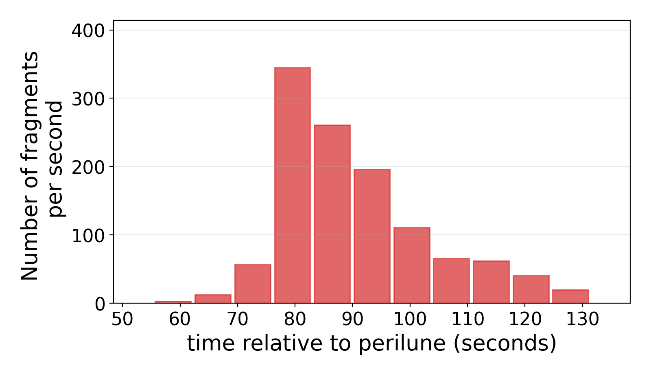 Number of fragments
per second
400
300
200
100
0
50 60 70 80 90 100 110 120 130
time relative to perilune (seconds)